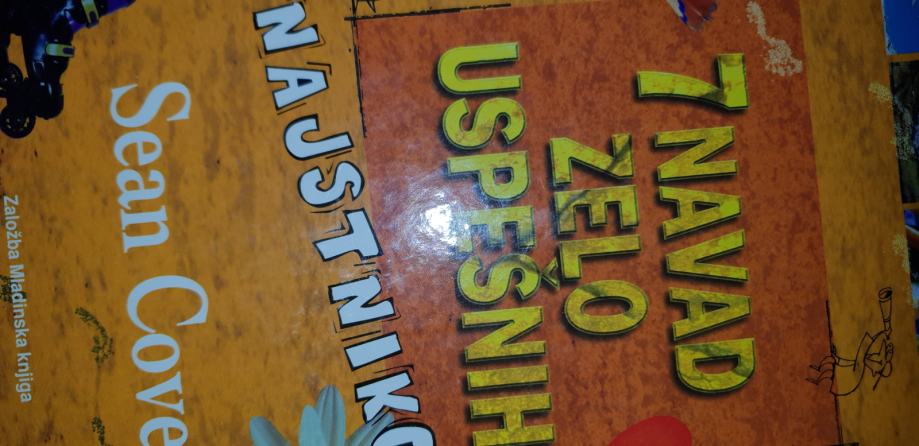 7 NAVAD
ZELO
USPEŠNIH
NAJSTNIKO
Sean Cove
Založba Mladinska knjiga